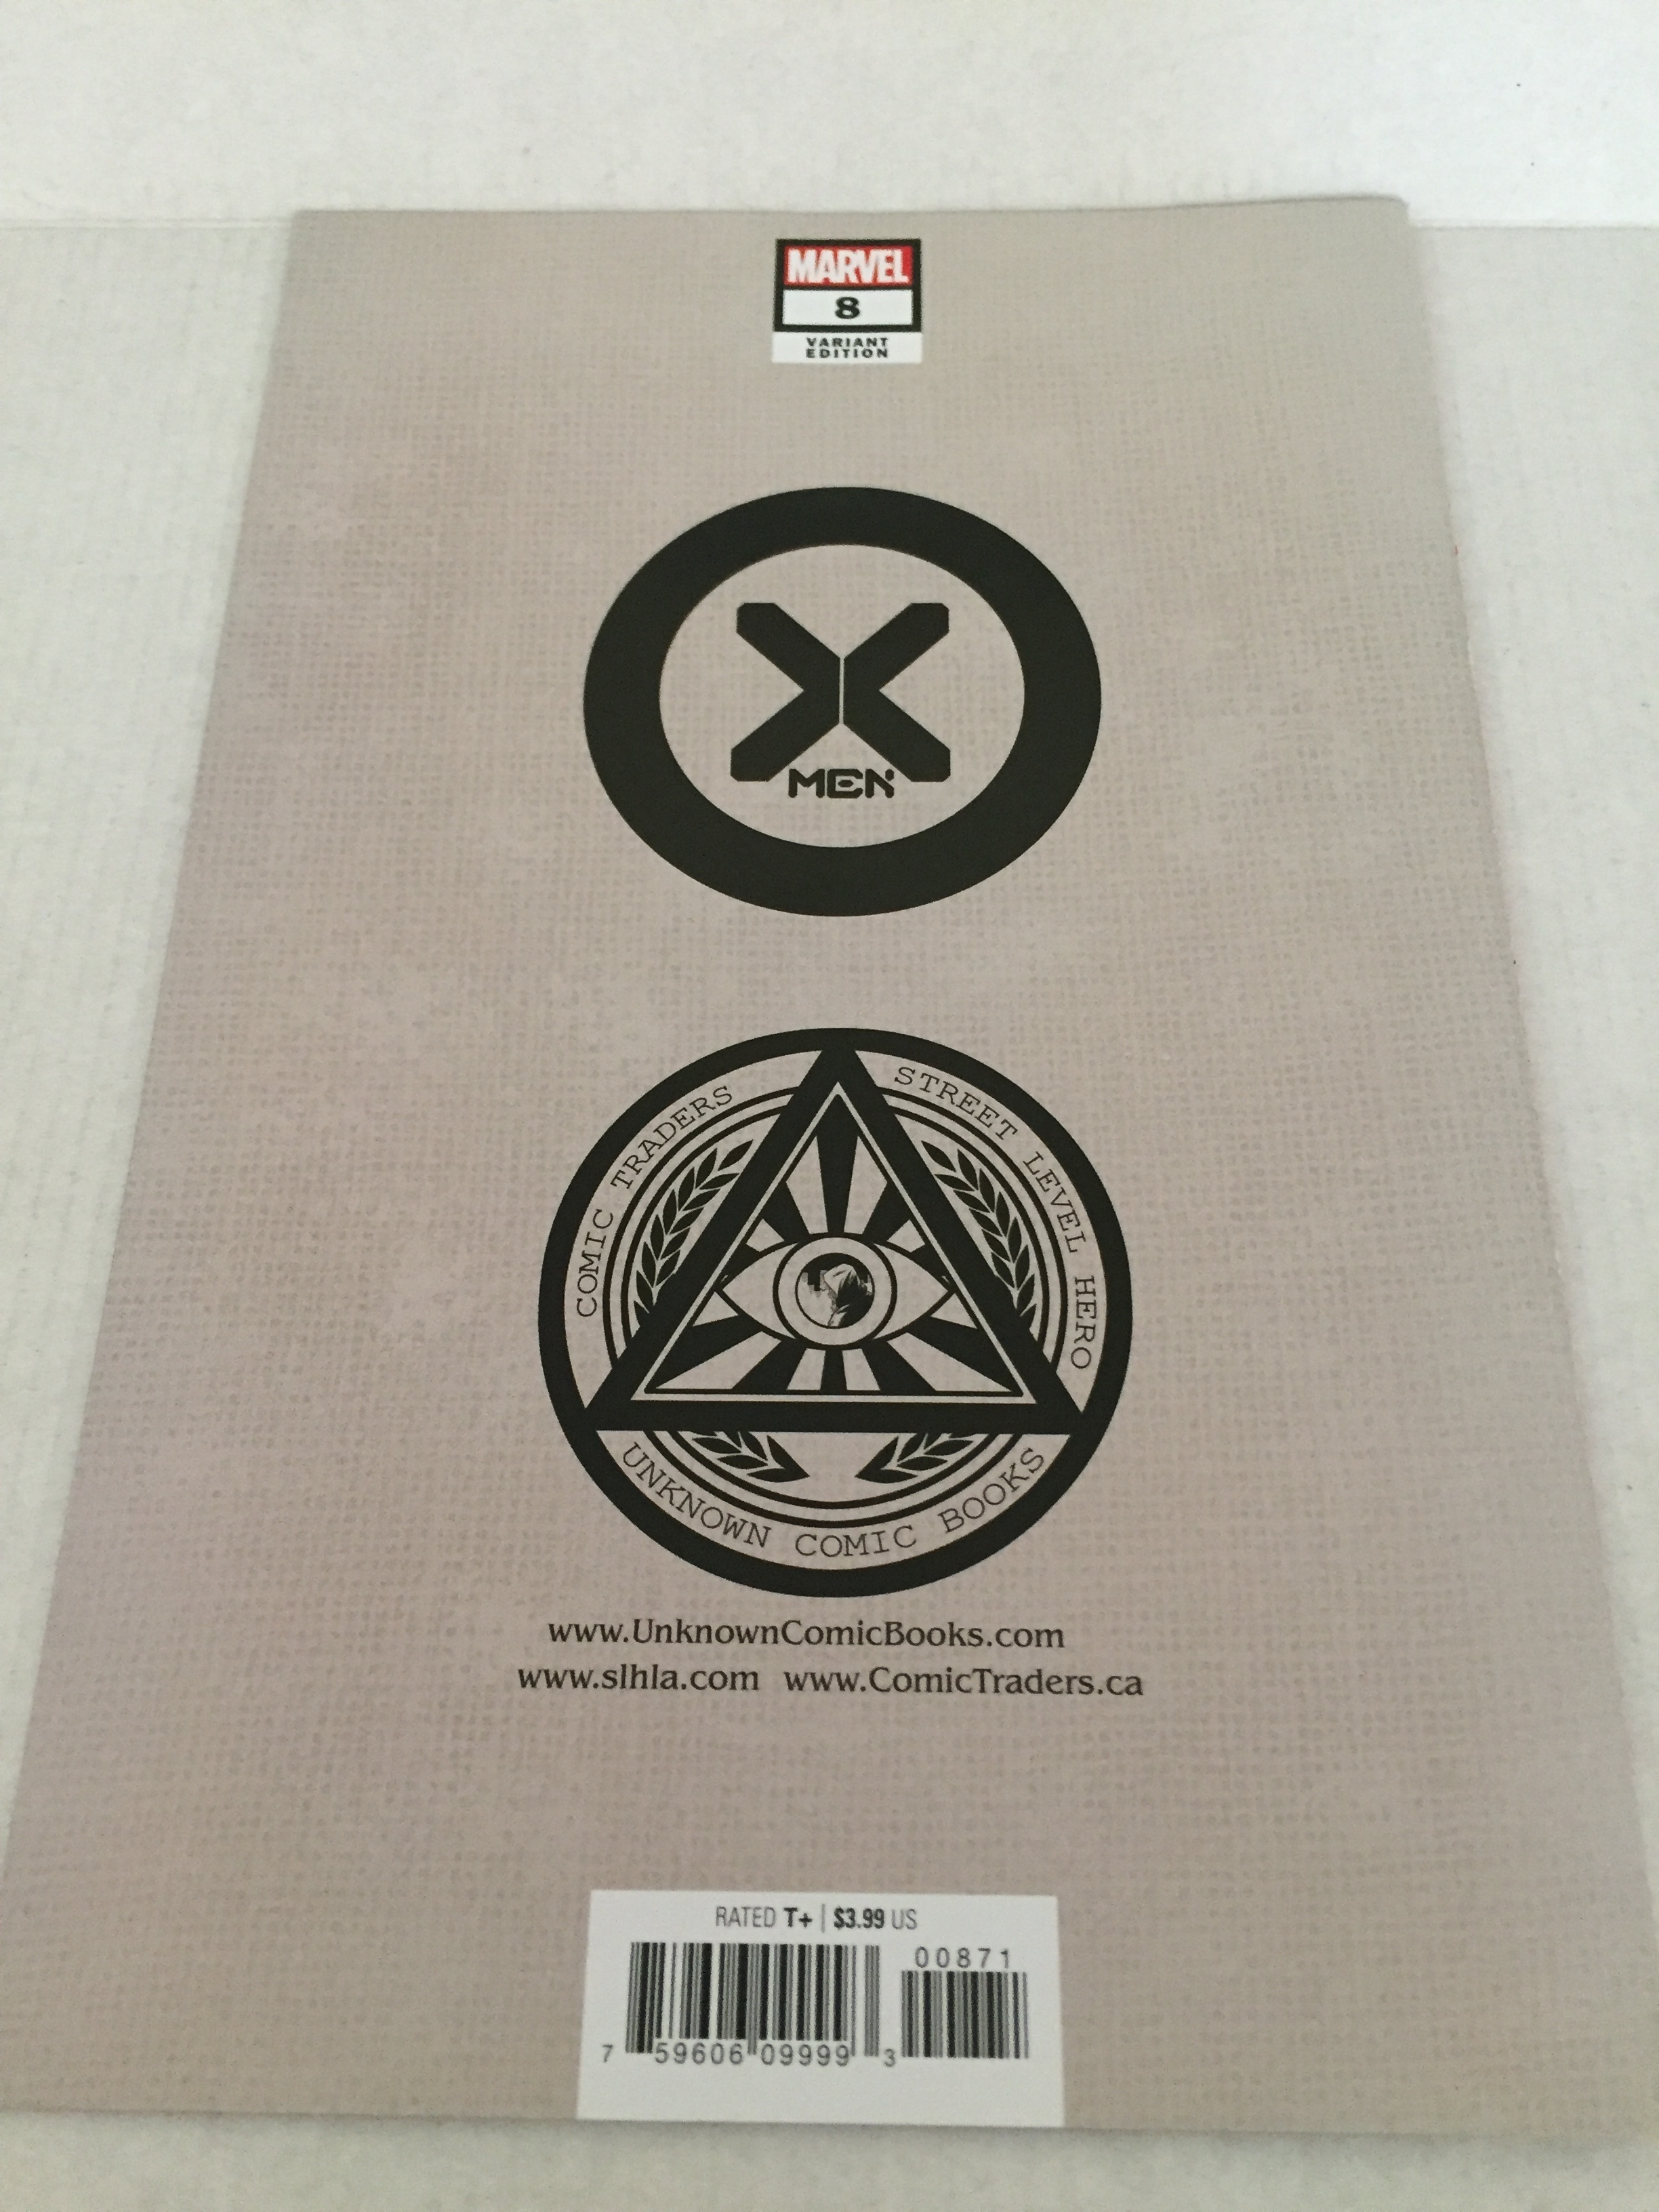 MARVEL
8
VARIANT
EDITION
X
MEN
COMIC TRADERS
STREET LEVEL HERO
UNKNOWN COMIC BOOKS
www.UnknownComicBooks.com
www.slhla.com www.ComicTraders.ca
RATED T+ | $3.99 US
00871
7 59606 09999 3